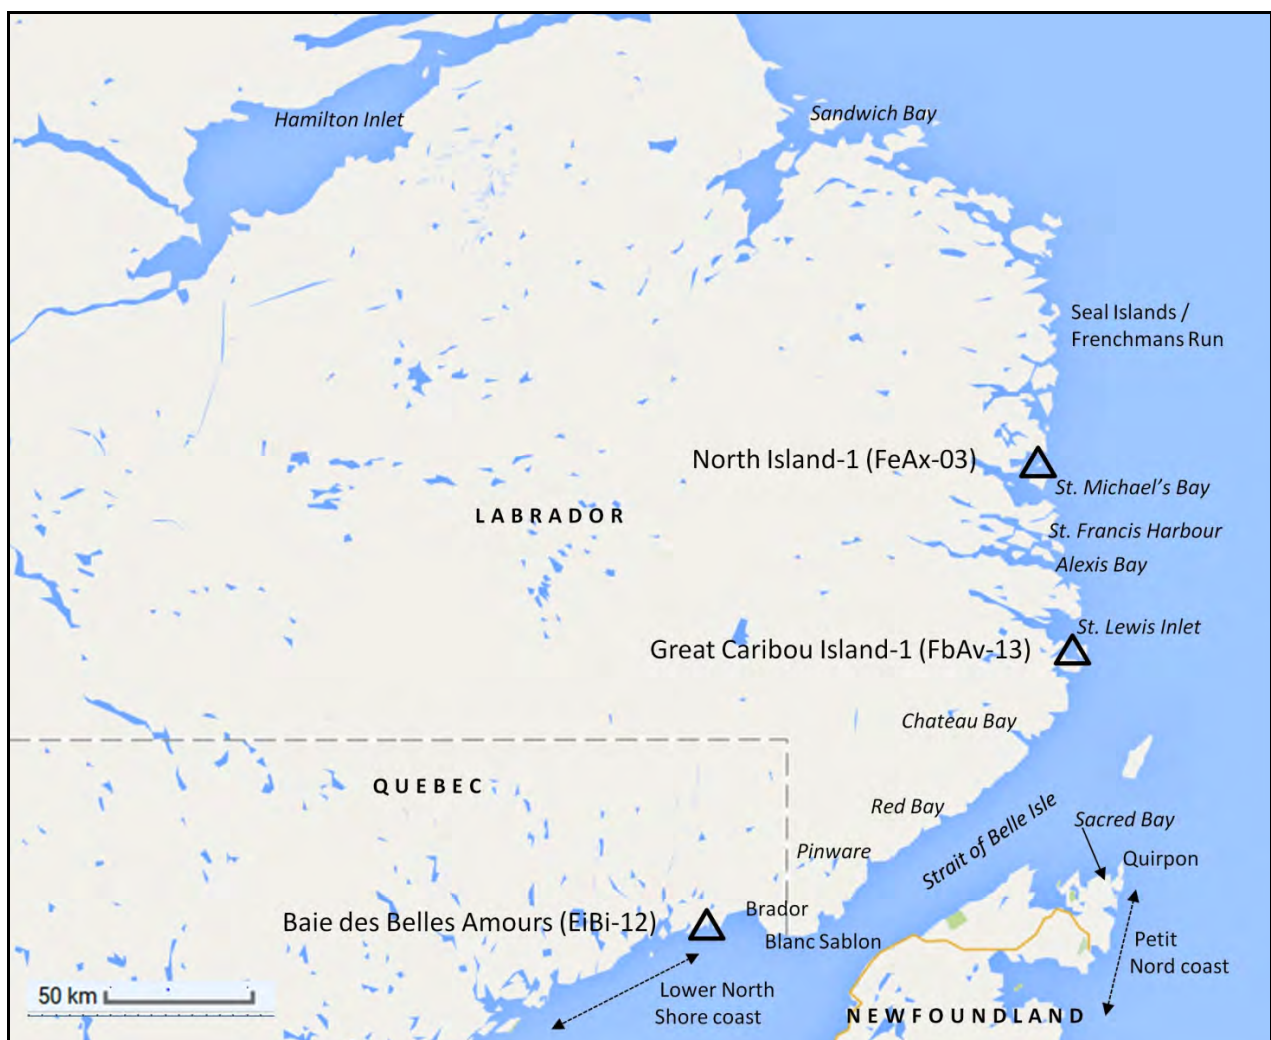 Hamilton Inlet
Sandwich Bay
Seal Islands /
Frenchmans Run
North Island-1 (FeAx-03)
St. Michael's Bay
LABRADOR
St. Francis Harbour
Alexis Bay
St. Lewis Inlet
Great Caribou Island-1 (FbAv-13)
Chateau Bay
QUEBEC
Red Bay
Strait of Belle Isle
Sacred Bay
Pinware
Quirpon
Baie des Belles Amours (EiBi-12)
Brador
Blanc Sablon
Petit
Nord coast
50 km
Lower North
Shore coast
NEWFOUNDLAND